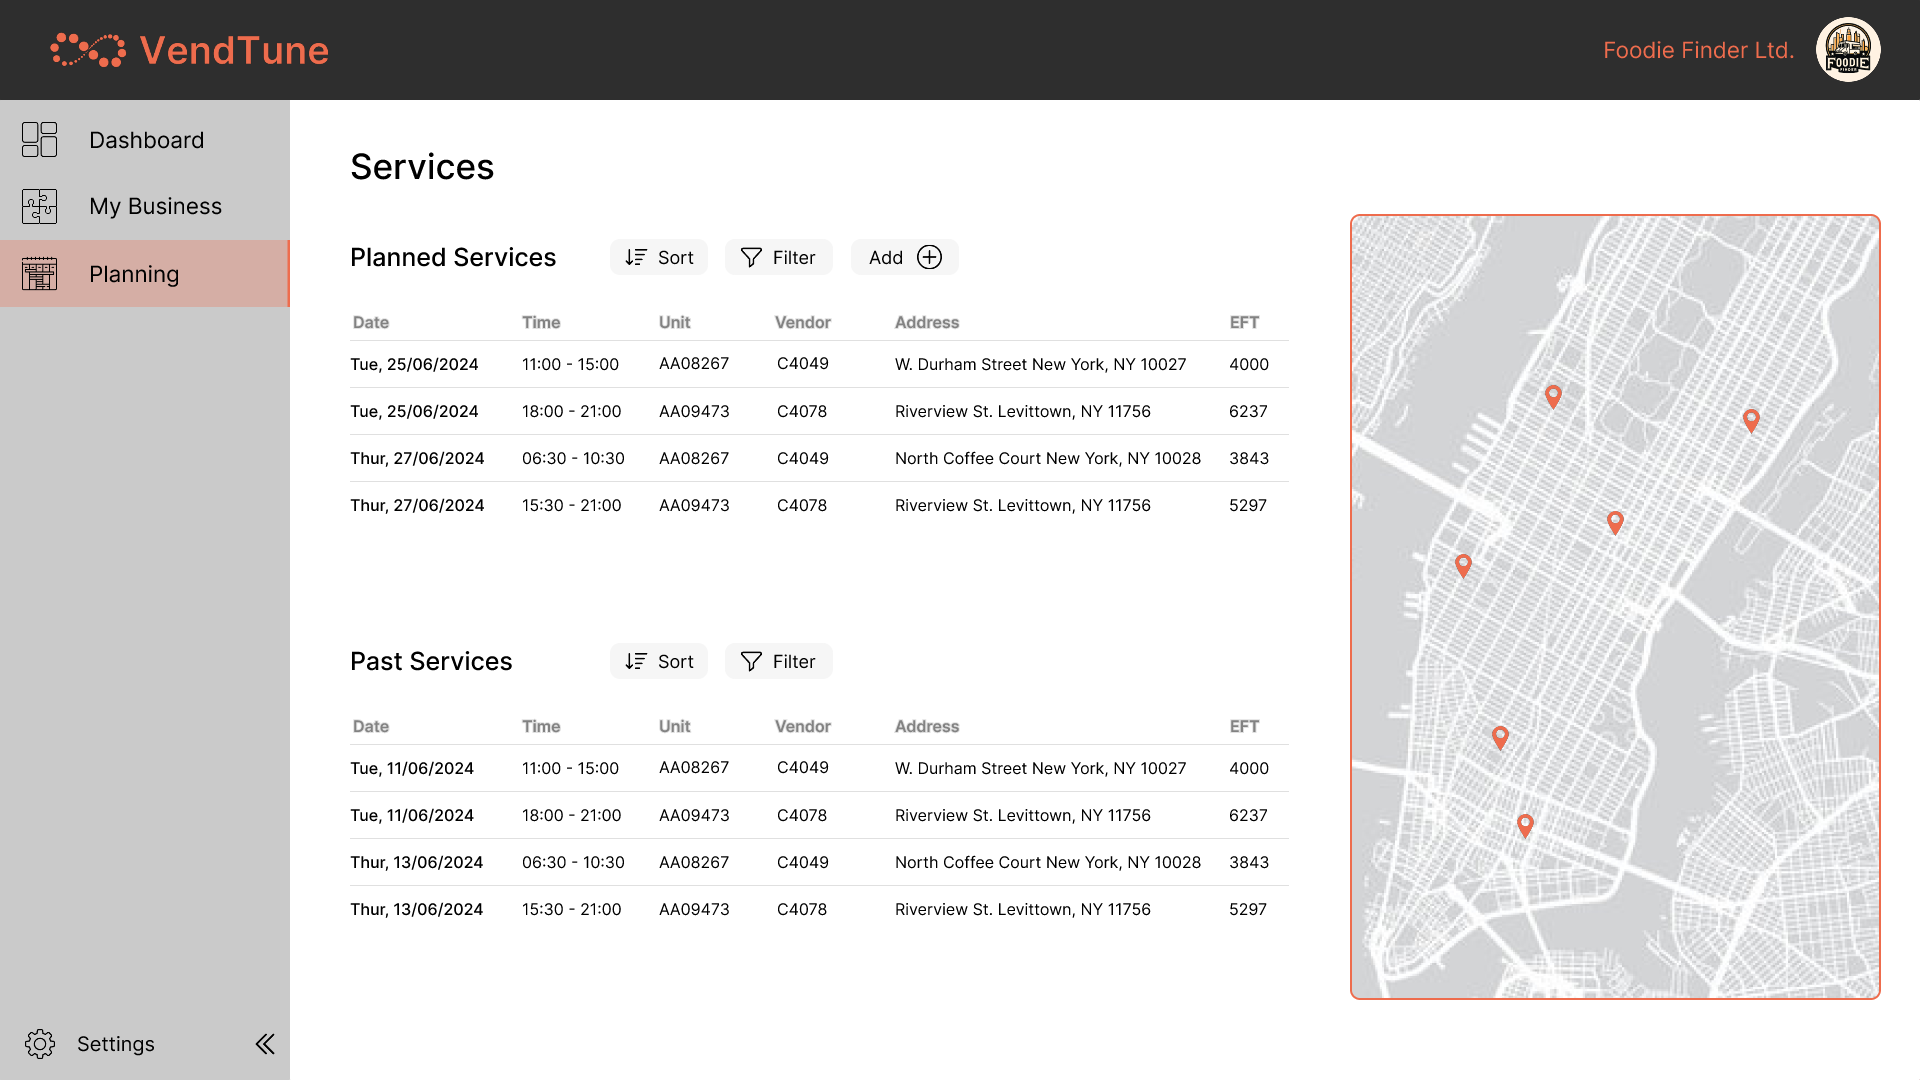 VendTune
Foodie Finder Ltd.
FOODIE
FINDER
Dashboard
My Business
Planning
Settings
Services
Planned Services
Sort
Filter
Add
Date Time Unit Vendor Address EFT
Tue, 25/06/2024 11:00 - 15:00 AA08267 C4049 W. Durham Street New York, NY 10027 4000
Tue, 25/06/2024 18:00 - 21:00 AA09473 C4078 Riverview St. Levittown, NY 11756 6237
Thur, 27/06/2024 06:30 - 10:30 AA08267 C4049 North Coffee Court New York, NY 10028 3843
Thur, 27/06/2024 15:30 - 21:00 AA09473 C4078 Riverview St. Levittown, NY 11756 5297
Past Services
Sort
Filter
Date Time Unit Vendor Address EFT
Tue, 11/06/2024 11:00 - 15:00 AA08267 C4049 W. Durham Street New York, NY 10027 4000
Tue, 11/06/2024 18:00 - 21:00 AA09473 C4078 Riverview St. Levittown, NY 11756 6237
Thur, 13/06/2024 06:30 - 10:30 AA08267 C4049 North Coffee Court New York, NY 10028 3843
Thur, 13/06/2024 15:30 - 21:00 AA09473 C4078 Riverview St. Levittown, NY 11756 5297